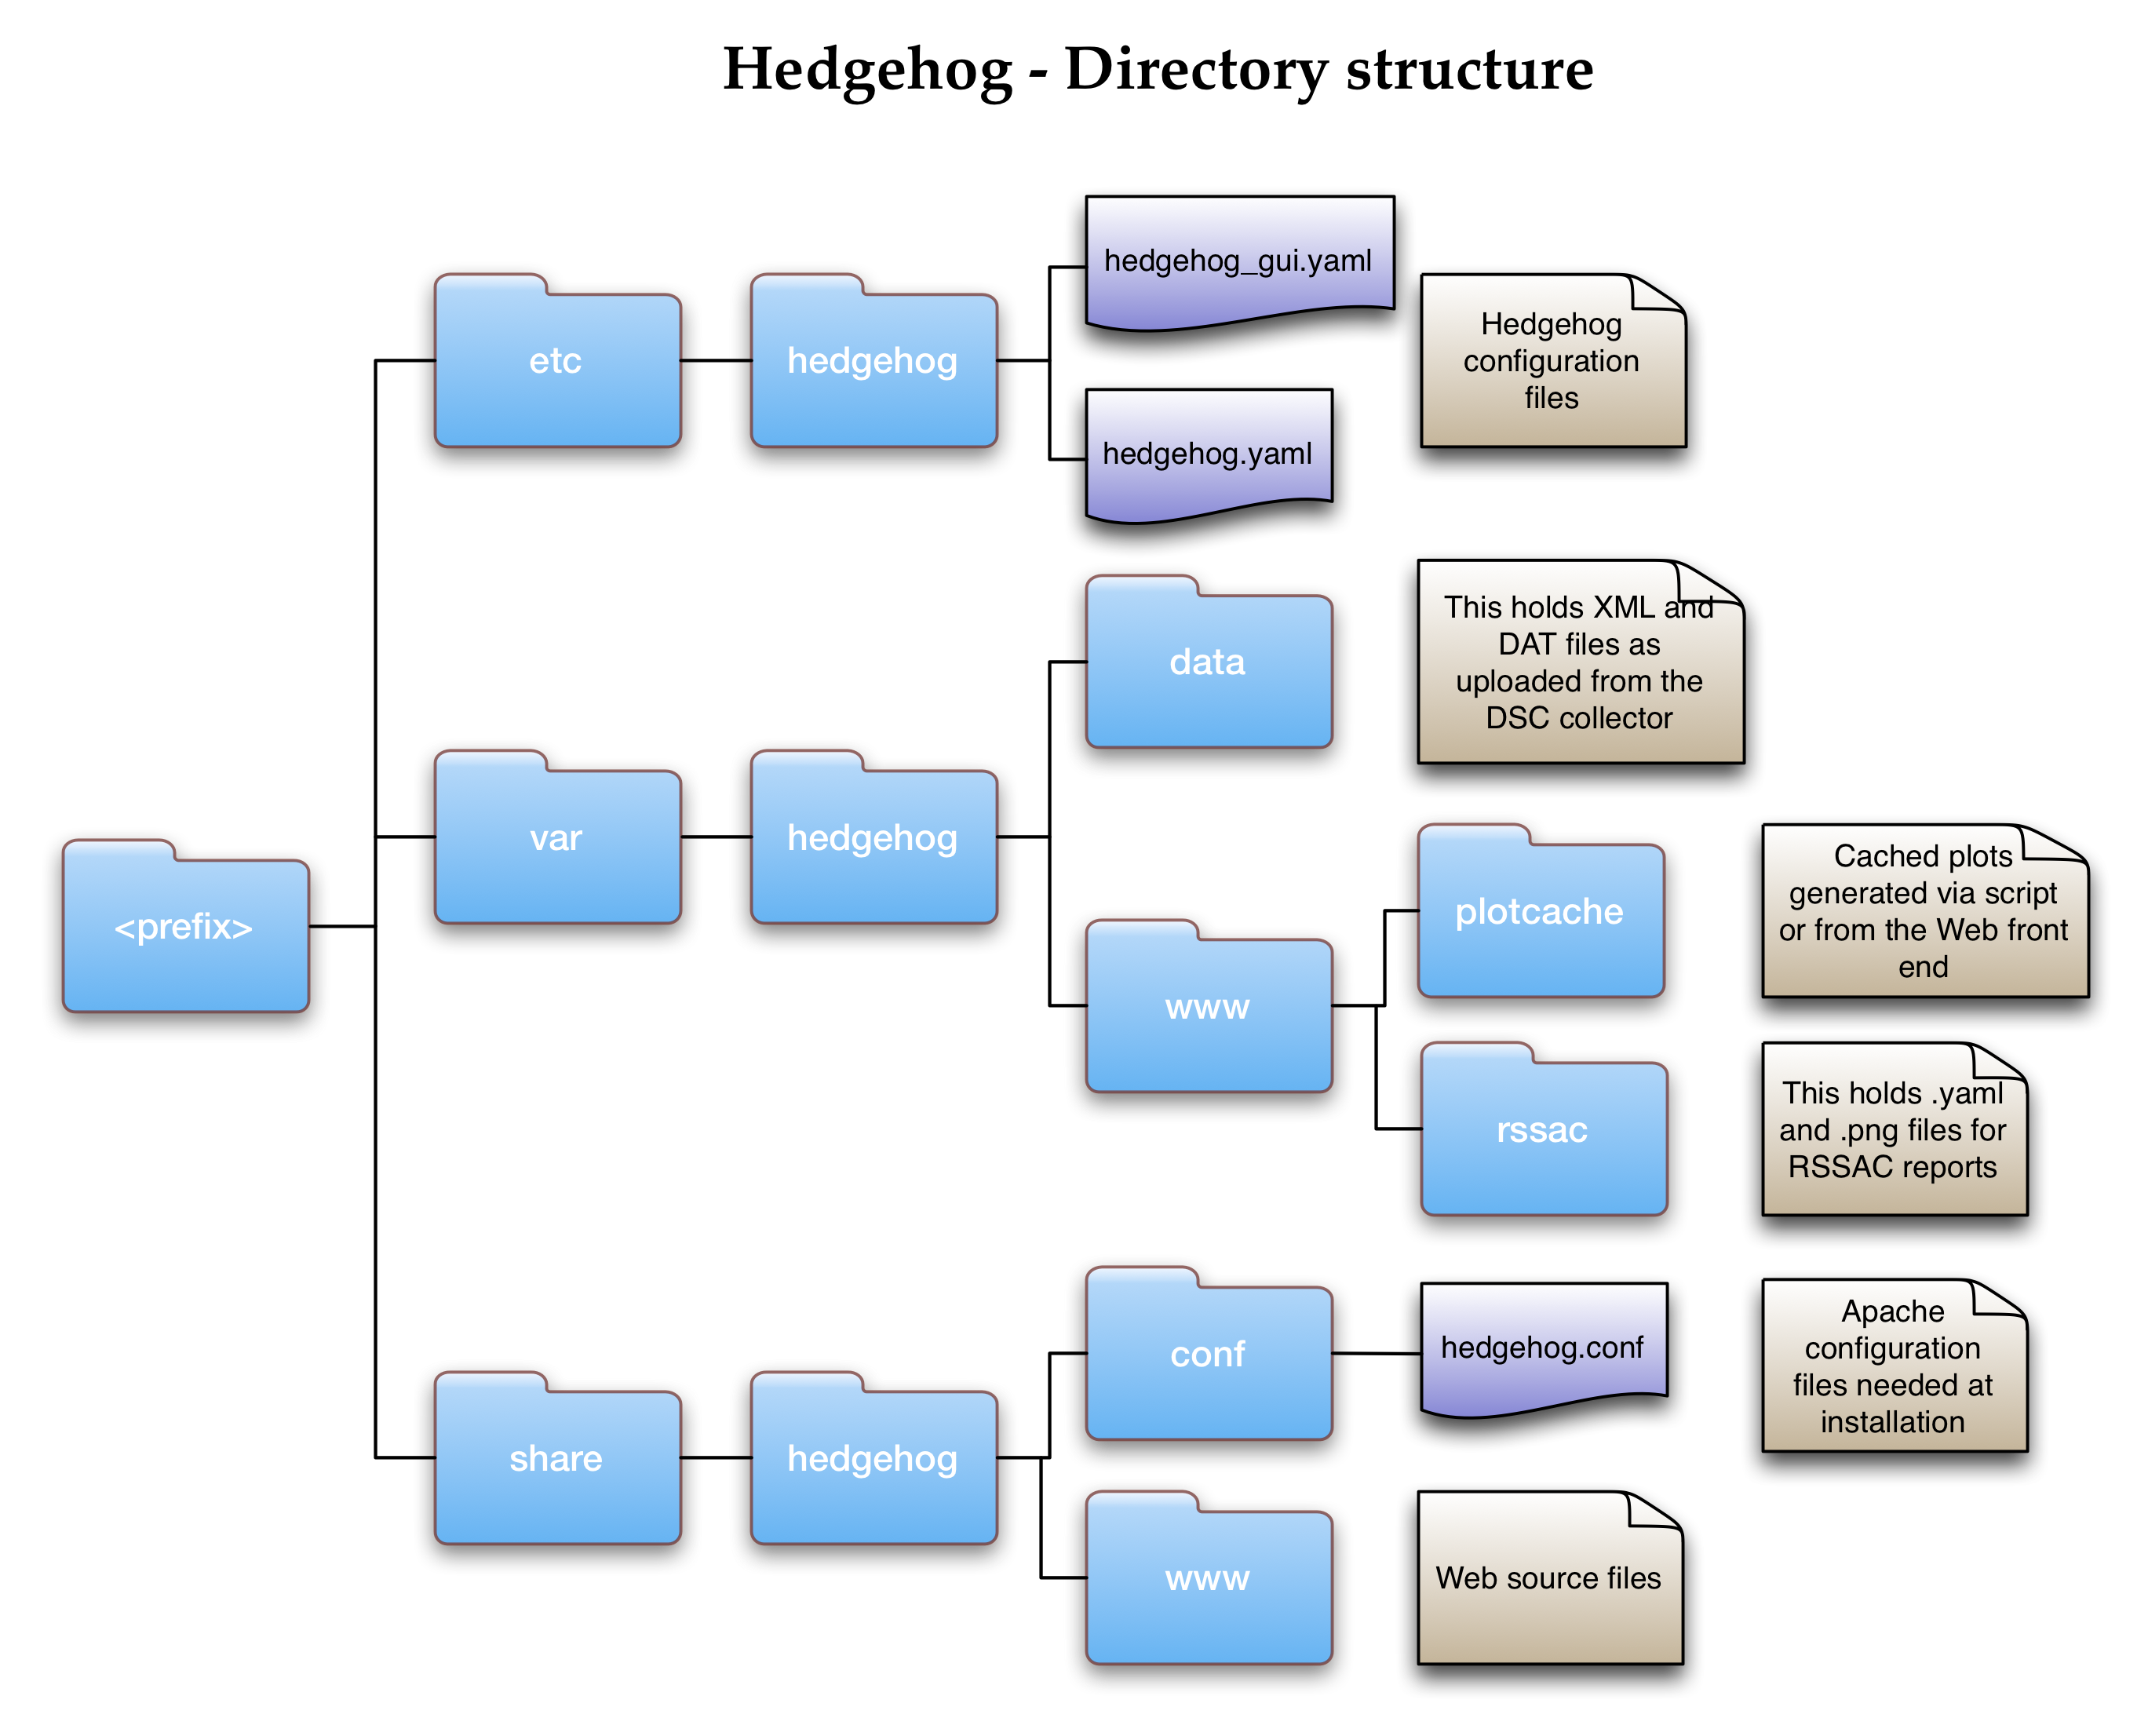 Hedgehog - Directory structure
hedgehog_gui.yaml
Hedgehog
configuration
files
etc
hedgehog
hedgehog.yaml
This holds XML and
DAT files as
uploaded from the
DSC collector
data
var
hedgehog
<prefix>
www
plotcache
Cached plots
generated via script
or from the Web front
end
rssac
This holds .yaml
and .png files for
RSSAC reports
conf
hedgehog.conf
Apache
configuration
files needed at
installation
share
hedgehog
www
Web source files